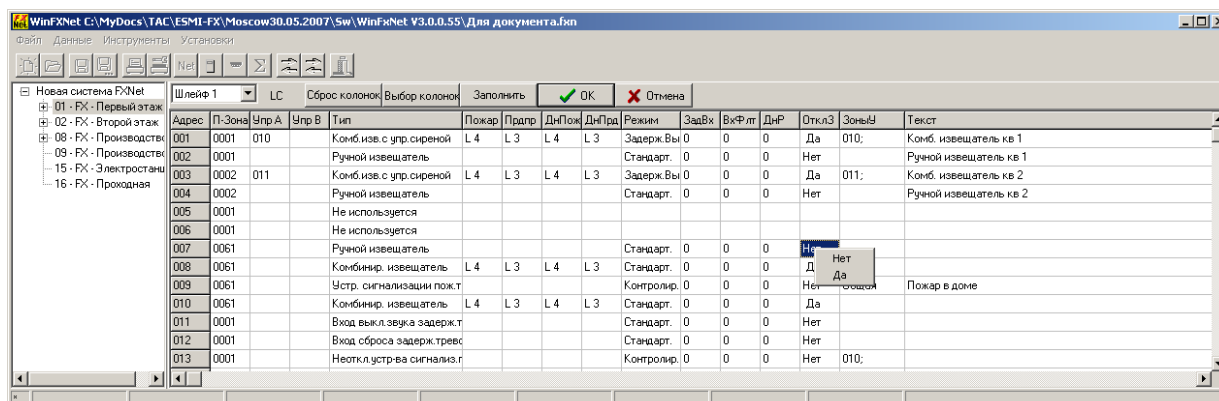 WinFXNet C:\MyDocs\TAC\ESMI-FX\Moscow30.05.2007\Sw\WinFxNet V3.0.0.55\Для документа.fxn
Файл Данные Инструменты Установки
Net Σ
Новая система FXNet
01 - FX - Первый этаж
02 - FX - Второй этаж
08 - FX - Производств
09 - FX - Производств
15 - FX - Электростанц
16 - FX - Проходная
Шлейф 1 LC Сброс колонок Выбор колонок Заполнить OK Отмена
Адрес П-Зона Упр А Упр В Тип Пожар Прдпр ДнПож ДнПрд Режим ЗадВх ВхФлт ДнР ОтклЗ ЗоныУ Текст
001 0001 010 Комб.изв.с упр.сиреной L 4 L 3 L 4 L 3 Задерж.Вы 0 0 0 Да 010; Комб. извещатель кв 1
002 0001 Ручной извещатель Стандарт. 0 0 0 Нет Ручной извещатель кв 1
003 0002 011 Комб.изв.с упр.сиреной L 4 L 3 L 4 L 3 Задерж.Вы 0 0 0 Да 011; Комб. извещатель кв 2
004 0002 Ручной извещатель Стандарт. 0 0 0 Нет Ручной извещатель кв 2
005 0001 Не используется
006 0001 Не используется
007 0061 Ручной извещатель Стандарт. 0 0 0 Нет
Нет
Да
008 0061 Комбинир. извещатель L 4 L 3 L 4 L 3 Стандарт. 0 0 0
009 0061 Устр. сигнализации пож.т Контролир. 0 0 0 Нет Общая Пожар в доме
010 0061 Комбинир. извещатель L 4 L 3 L 4 L 3 Стандарт. 0 0 0 Да
011 0001 Вход выкл.звука задерж.т Стандарт. 0 0 0 Нет
012 0001 Вход сброса задерж.трево Стандарт. 0 0 0 Нет
013 0001 Неоткл.устр-ва сигнализ.г Контролир. 0 0 0 Нет 010;